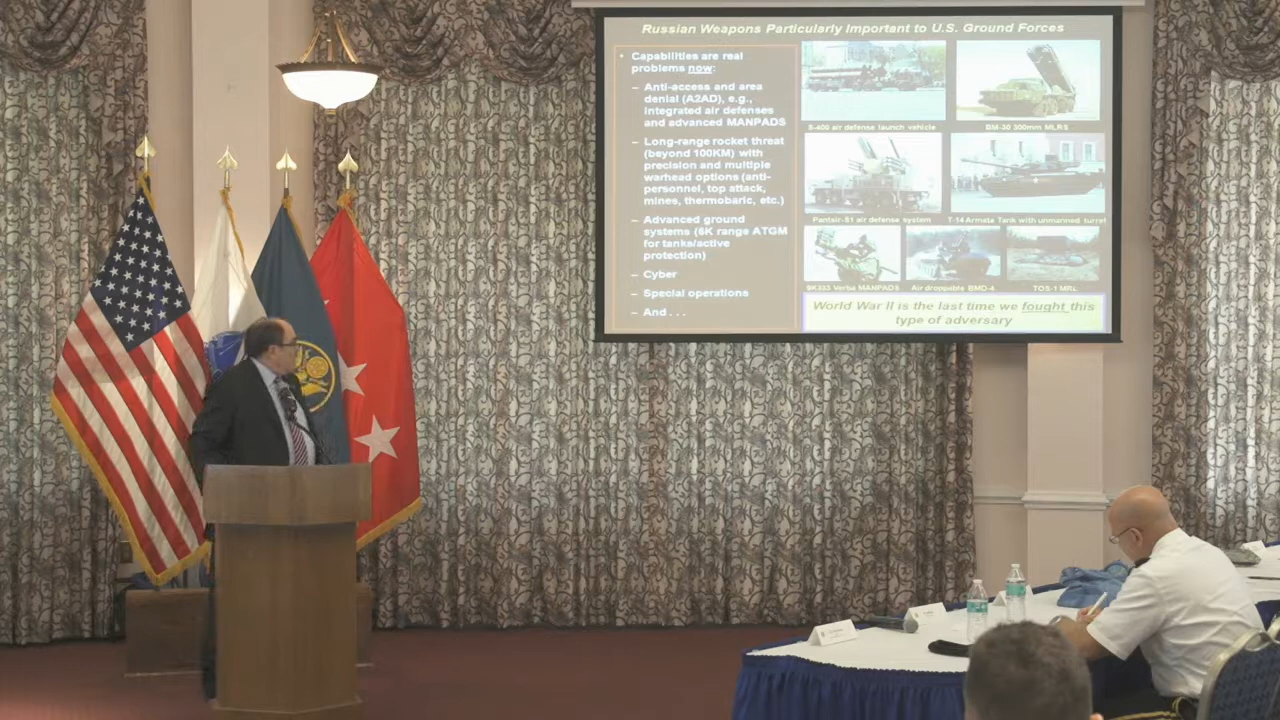 Russian Weapons Particularly Important to U.S. Ground Forces
• Capabilities are real
problems now:
– Anti-access and area
denial (A2AD), e.g.,
integrated air defenses
and advanced MANPADS
– Long-range rocket threat
(beyond 100KM) with
precision and multiple
warhead options (anti-
personnel, top attack,
mines, thermobaric, etc.)
– Advanced ground
systems (6K range ATGM
for tanks/active
protection)
– Cyber
– Special operations
– And . . .
S-400 air defense launch vehicle
BM-30 300mm MLRS
Pantsir-S1 air defense system
T-14 Armata Tank with unmanned turret
9K333 Verba MANPADS
Air droppable BMD-4
TOS-1 MRL
World War II is the last time we fought this
type of adversary